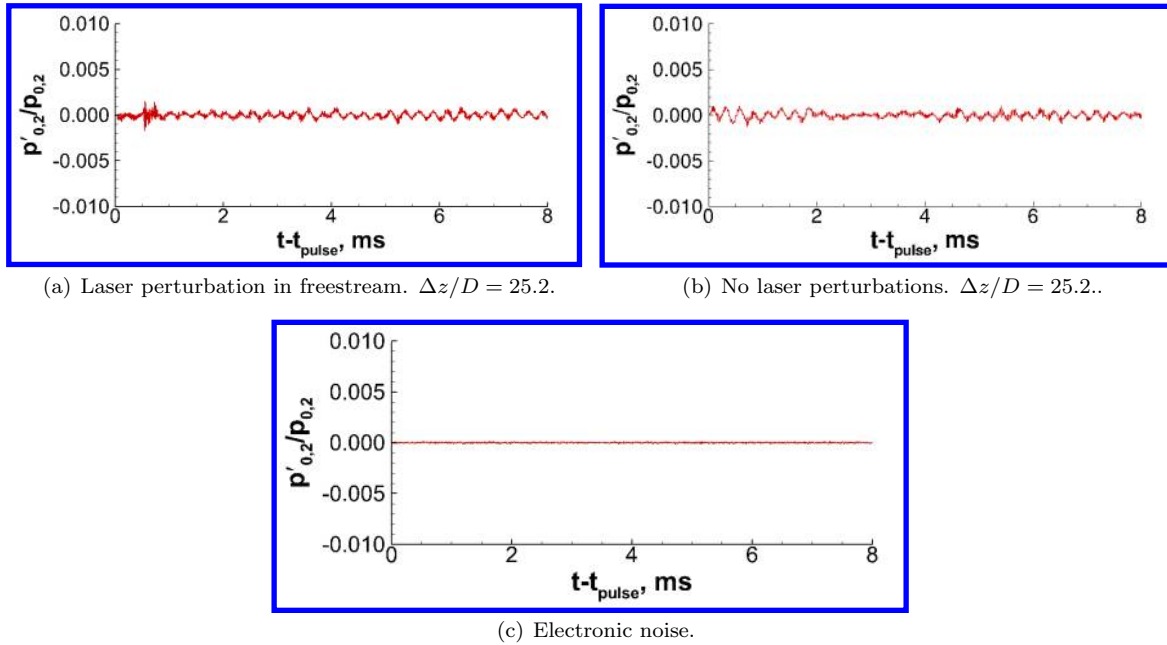 0.010
0.005
0.000
-0.005
-0.010
p′0,2/p0,2
0 2 4 6 8
t-tpulse, ms
(a) Laser perturbation in freestream. Δz/D = 25.2.
0.010
0.005
0.000
-0.005
-0.010
p′0,2/p0,2
0 2 4 6 8
t-tpulse, ms
(b) No laser perturbations. Δz/D = 25.2..
0.010
0.005
0.000
-0.005
-0.010
p′0,2/p0,2
0 2 4 6 8
t-tpulse, ms
(c) Electronic noise.